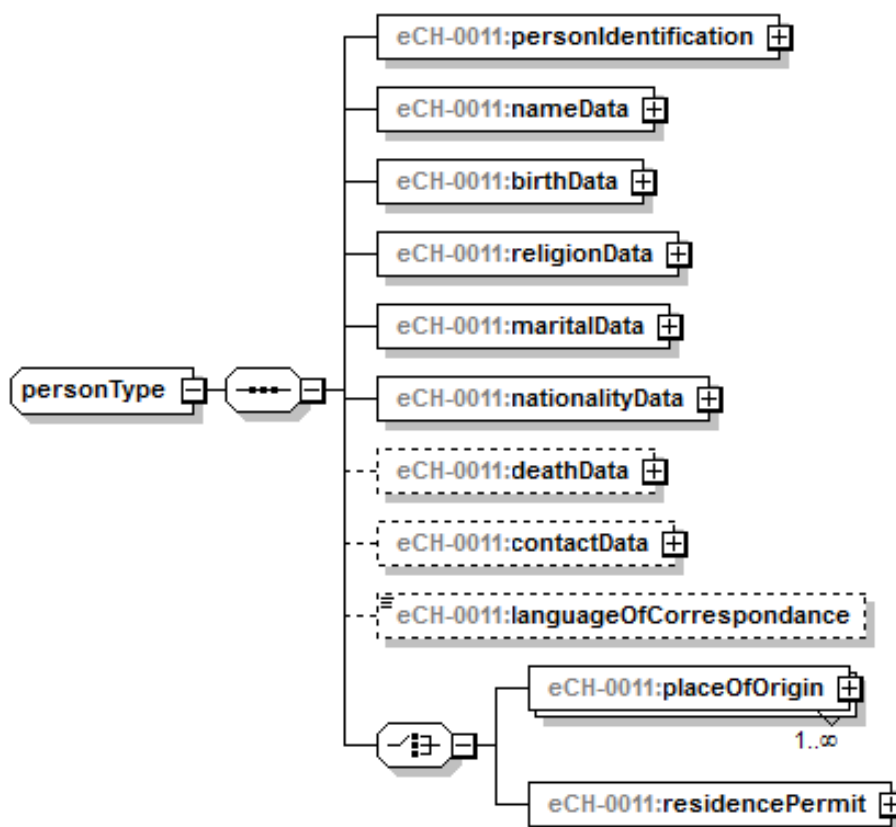 eCH-0011:personIdentification
eCH-0011:nameData
eCH-0011:birthData
eCH-0011:religionData
eCH-0011:maritalData
personType
eCH-0011:nationalityData
eCH-0011:deathData
eCH-0011:contactData
eCH-0011:languageOfCorrespondance
eCH-0011:placeOfOrigin
1..∞
eCH-0011:residencePermit